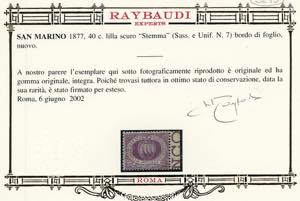 RAYBAUDI
EXPERTS
SAN MARINO 1877, 40 c. lilla scuro "Stemma" (Sass. e Unif. N. 7) bordo di foglio,
nuovo.
A nostro parere l'esemplare qui sotto fotograficamente riprodotto è originale ed ha
gomma originale, integra. Poiché trovasi tuttora in ottimo stato di conservazione, data la
sua rarità, è stato firmato per esteso.
Roma, 6 giugno 2002
ROMA